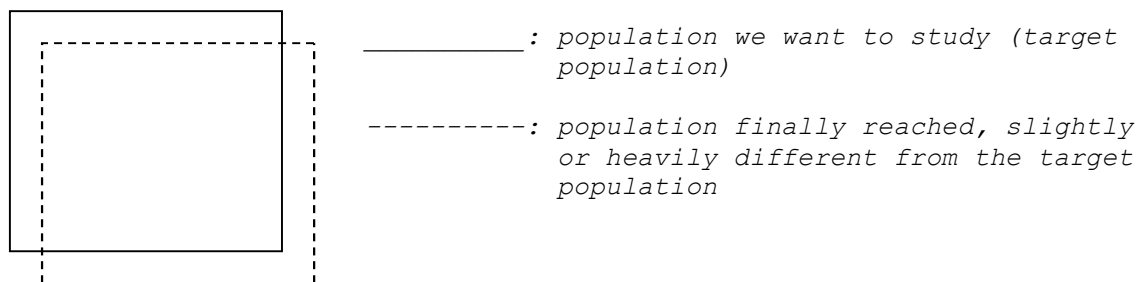 __________: population we want to study (target
population)
----------: population finally reached, slightly
or heavily different from the target
population